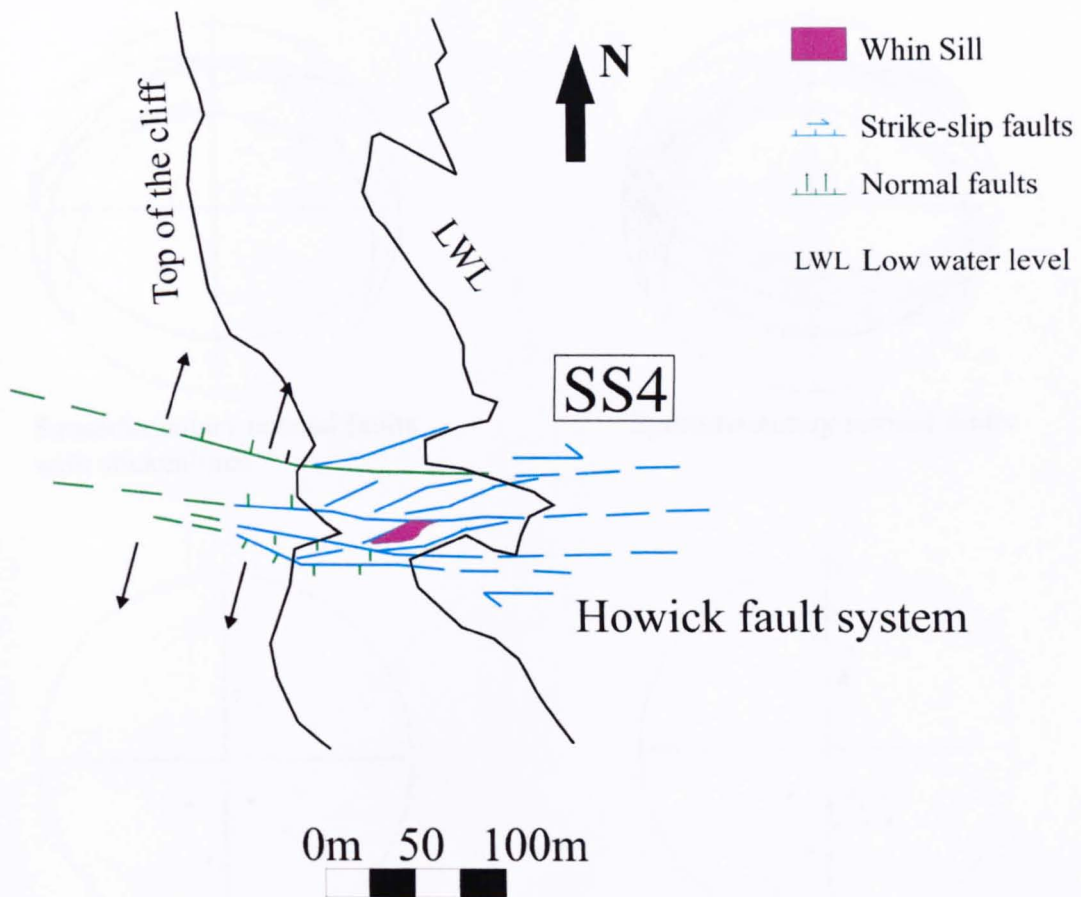 Whin Sill
N
Strike-slip faults
Normal faults
LWL Low water level
Top of the cliff
LWL
SS4
Howick fault system
0m 50 100m